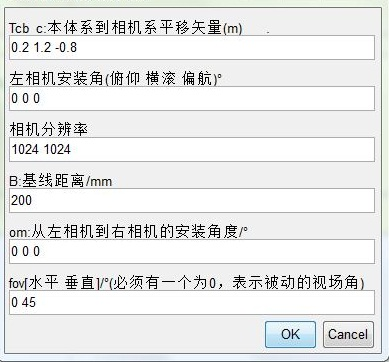 Tcb_c:本体系到相机系平移矢量(m)
0.2 1.2 -0.8
左相机安装角(俯仰 横滚 偏航)/°
0 0 0
相机分辨率
1024 1024
B:基线距离/mm
200
om:从左相机到右相机的安装角度/°
0 0 0
fov[水平 垂直]/°(必须有一个为0，表示被动的视场角)
0 45
OK Cancel